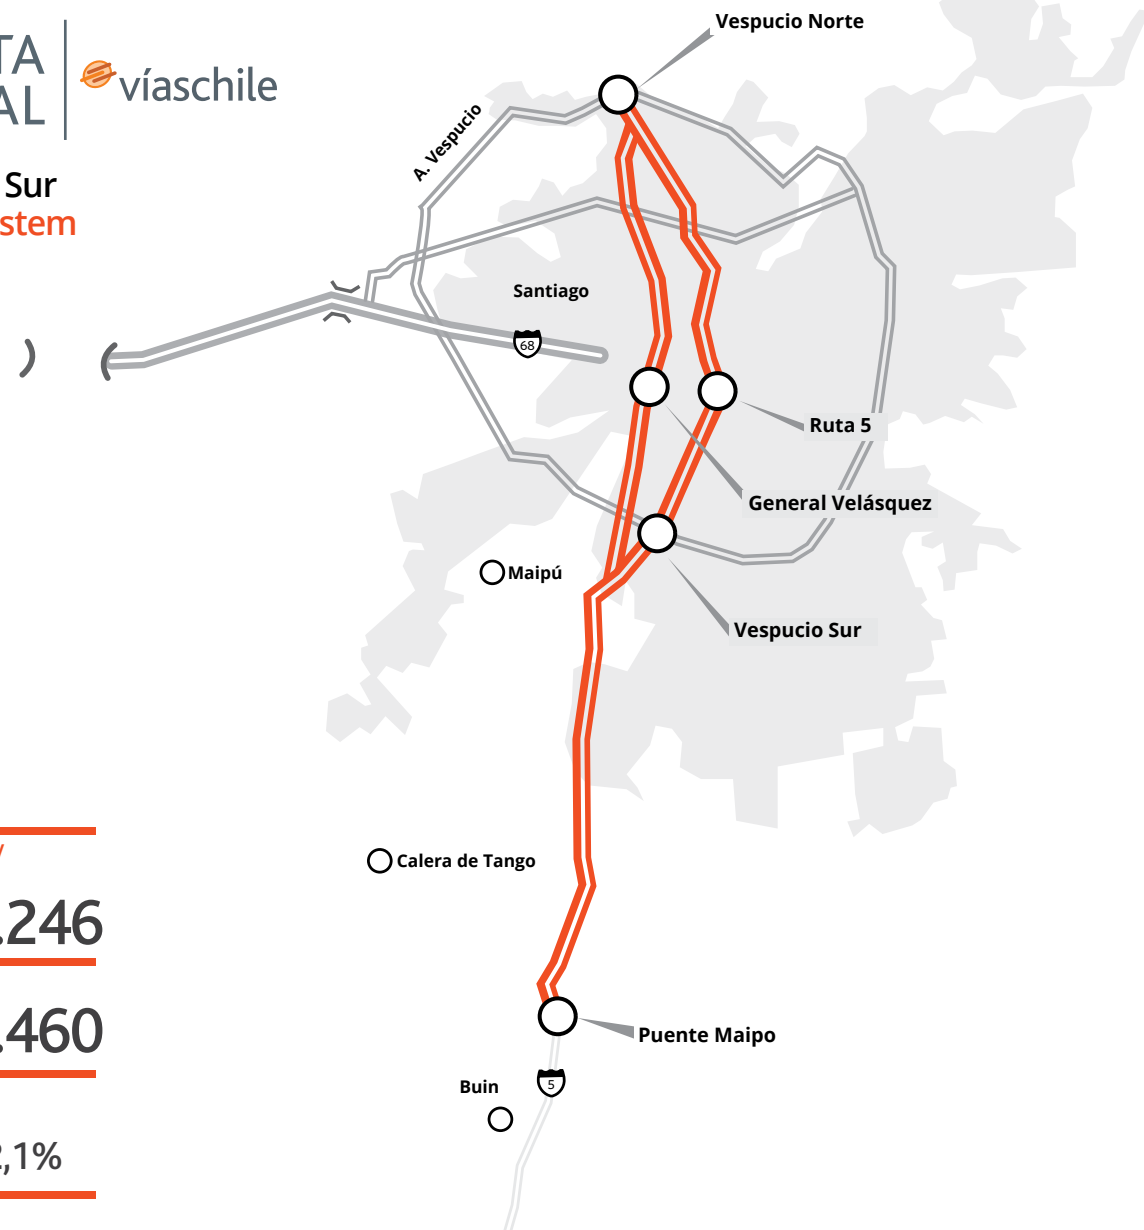 Vespucio Norte
TA
AL
víaschile
A. Vespucio
Sur
stem
Santiago
68
Ruta 5
General Velásquez
Maipú
Vespucio Sur
Calera de Tango
.246
.460
Puente Maipo
5
Buin
,1%